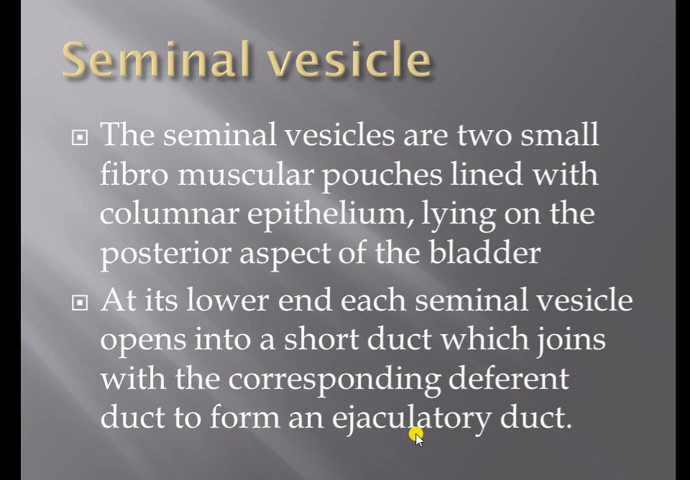 Seminal vesicle
The seminal vesicles are two small
fibro muscular pouches lined with
columnar epithelium, lying on the
posterior aspect of the bladder
At its lower end each seminal vesicle
opens into a short duct which joins
with the corresponding deferent
duct to form an ejaculatory duct.